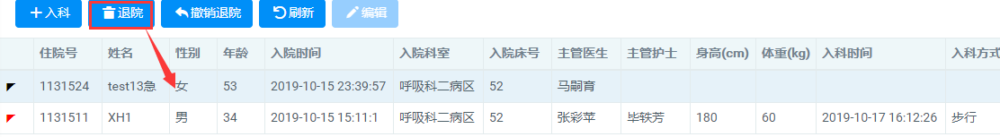 入科 退院 撤销退院 刷新 编辑
住院号 姓名 性别 年龄 入院时间 入院科室 入院床号 主管医生 主管护士 身高(cm) 体重(kg) 入科时间 入科方式
1131524 test13急 女 53 2019-10-15 23:39:57 呼吸科二病区 52 马嗣育
1131511 XH1 男 34 2019-10-15 15:11:1 呼吸科二病区 52 张彩苹 毕轶芳 180 60 2019-10-17 16:12:26 步行